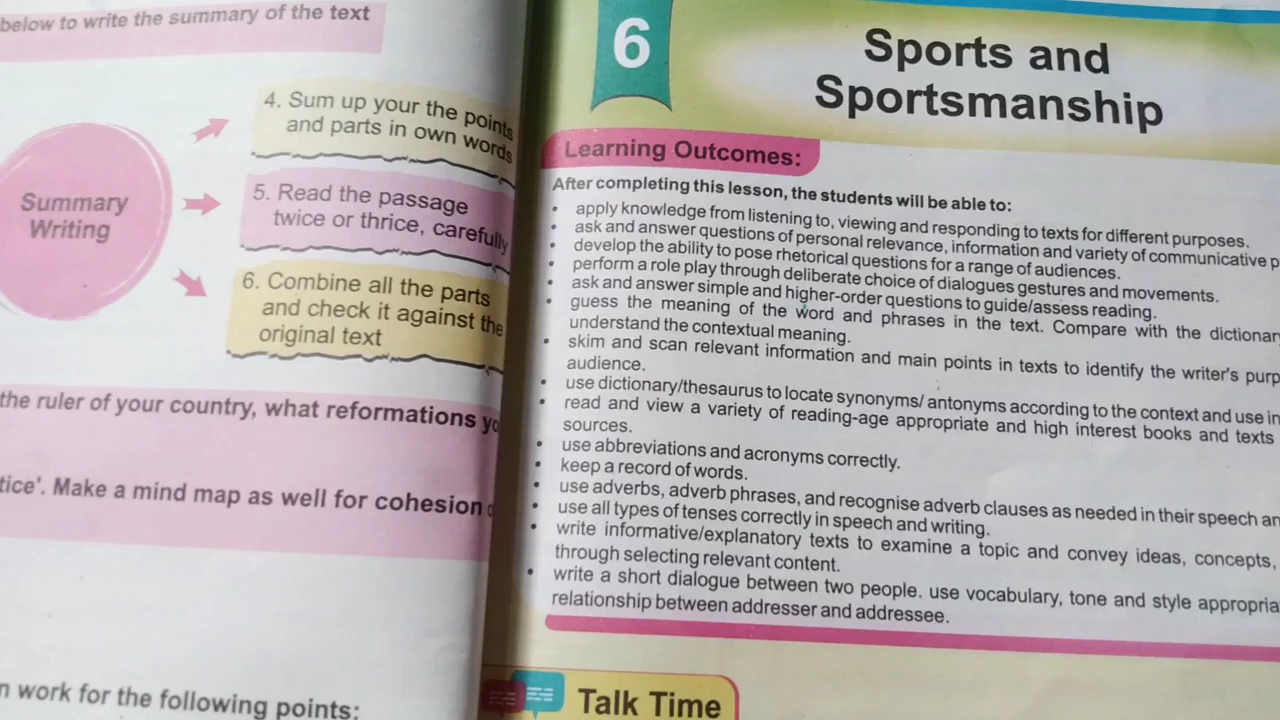 below to write the summary of the text
Summary
Writing
4. Sum up your the points
and parts in own words
5. Read the passage
twice or thrice, carefully
6. Combine all the parts
and check it against the
original text
the ruler of your country, what reformations
tice'. Make a mind map as well for cohesion
work for the following points:
6
Sports and
Sportsmanship
Learning Outcomes:
After completing this lesson, the students will be able to:
• apply knowledge from listening to, viewing and responding to texts for different purposes.
• ask and answer questions of personal relevance, information and variety of communicative
• develop the ability to pose rhetorical questions for a range of audiences.
• perform a role play through deliberate choice of dialogues gestures and movements.
• ask and answer simple and higher-order questions to guide/assess reading.
• guess the meaning of the word and phrases in the text. Compare with the dictionary
understand the contextual meaning.
• skim and scan relevant information and main points in texts to identify the writer's
audience.
• use dictionary/thesaurus to locate synonyms/ antonyms according to the context and use in
• read and view a variety of reading-age appropriate and high interest books and texts
sources.
• use abbreviations and acronyms correctly.
• keep a record of words.
• use adverbs, adverb phrases, and recognise adverb clauses as needed in their speech
• use all types of tenses correctly in speech and writing.
• write informative/explanatory texts to examine a topic and convey ideas, concepts,
through selecting relevant content.
• write a short dialogue between two people. use vocabulary, tone and style
relationship between addresser and addressee.
Talk Time